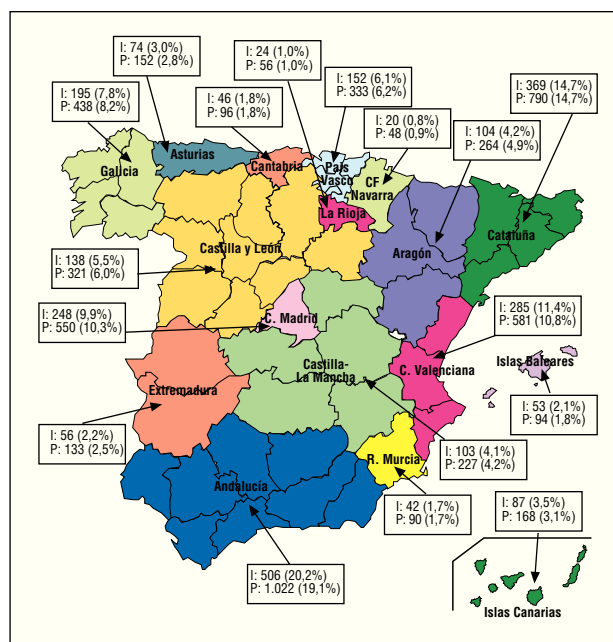 I: 74 (3,0%)
P: 152 (2,8%)
I: 24 (1,0%)
P: 56 (1,0%)
I: 152 (6,1%)
P: 333 (6,2%)
I: 369 (14,7%)
P: 790 (14,7%)
I: 195 (7,8%)
P: 438 (8,2%)
I: 46 (1,8%)
P: 96 (1,8%)
I: 20 (0,8%)
P: 48 (0,9%)
I: 104 (4,2%)
P: 264 (4,9%)
Galicia
Asturias
Cantabria
País
Vasco
CF
Navarra
La Rioja
Aragón
Cataluña
Castilla y León
I: 138 (5,5%)
P: 321 (6,0%)
I: 248 (9,9%)
P: 550 (10,3%)
C. Madrid
I: 285 (11,4%)
P: 581 (10,8%)
Islas Baleares
Castilla-
La Mancha
C. Valenciana
Extremadura
I: 53 (2,1%)
P: 94 (1,8%)
I: 56 (2,2%)
P: 133 (2,5%)
I: 103 (4,1%)
P: 227 (4,2%)
R. Murcia
Andalucía
I: 42 (1,7%)
P: 90 (1,7%)
I: 87 (3,5%)
P: 168 (3,1%)
I: 506 (20,2%)
P: 1.022 (19,1%)
Islas Canarias